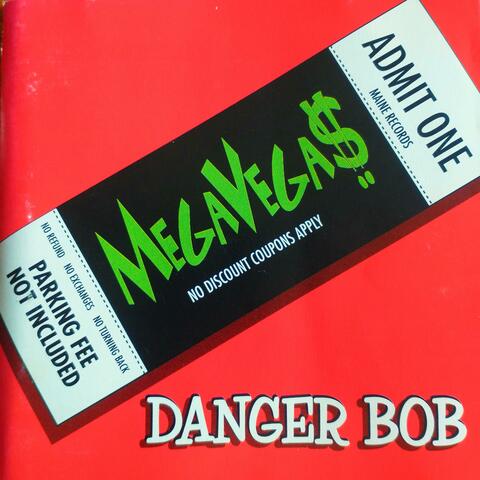 ADMIT ONE
MAINE RECORDS
MEGAVEGA$
NO DISCOUNT COUPONS APPLY
NO REFUND NO EXCHANGES NO TURNING BACK
PARKING FEE
NOT INCLUDED
DANGER BOB